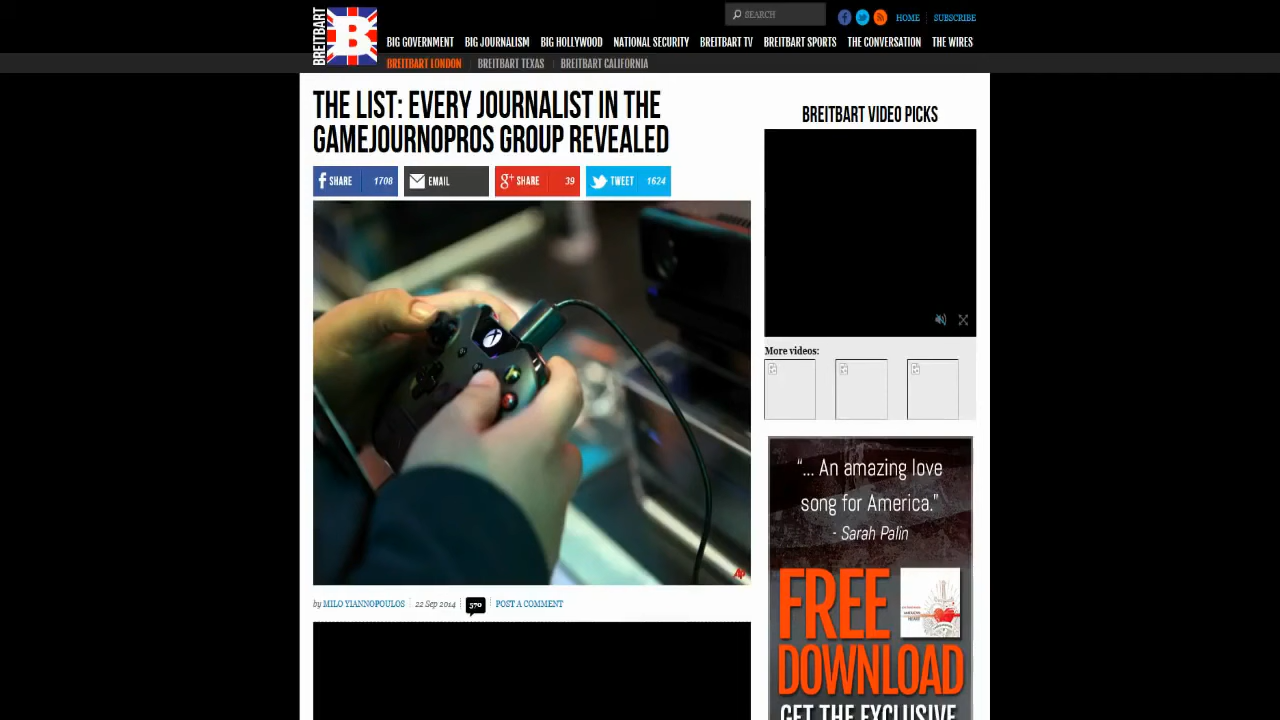 BREITBART
B
SEARCH
HOME
SUBSCRIBE
BIG GOVERNMENT
BIG JOURNALISM
BIG HOLLYWOOD
NATIONAL SECURITY
BREITBART TV
BREITBART SPORTS
THE CONVERSATION
THE WIRES
BREITBART LONDON
BREITBART TEXAS
BREITBART CALIFORNIA
THE LIST: EVERY JOURNALIST IN THE
GAMEJOURNOPROS GROUP REVEALED
f SHARE 1708
EMAIL
g+ SHARE 39
TWEET 1624
AP
by MILO YIANNOPOULOS
22 Sep 2014
370
POST A COMMENT
BREITBART VIDEO PICKS
More videos:
“... An amazing love
song for America.”
- Sarah Palin
FREE
DOWNLOAD
GET THE EXCLUSIVE